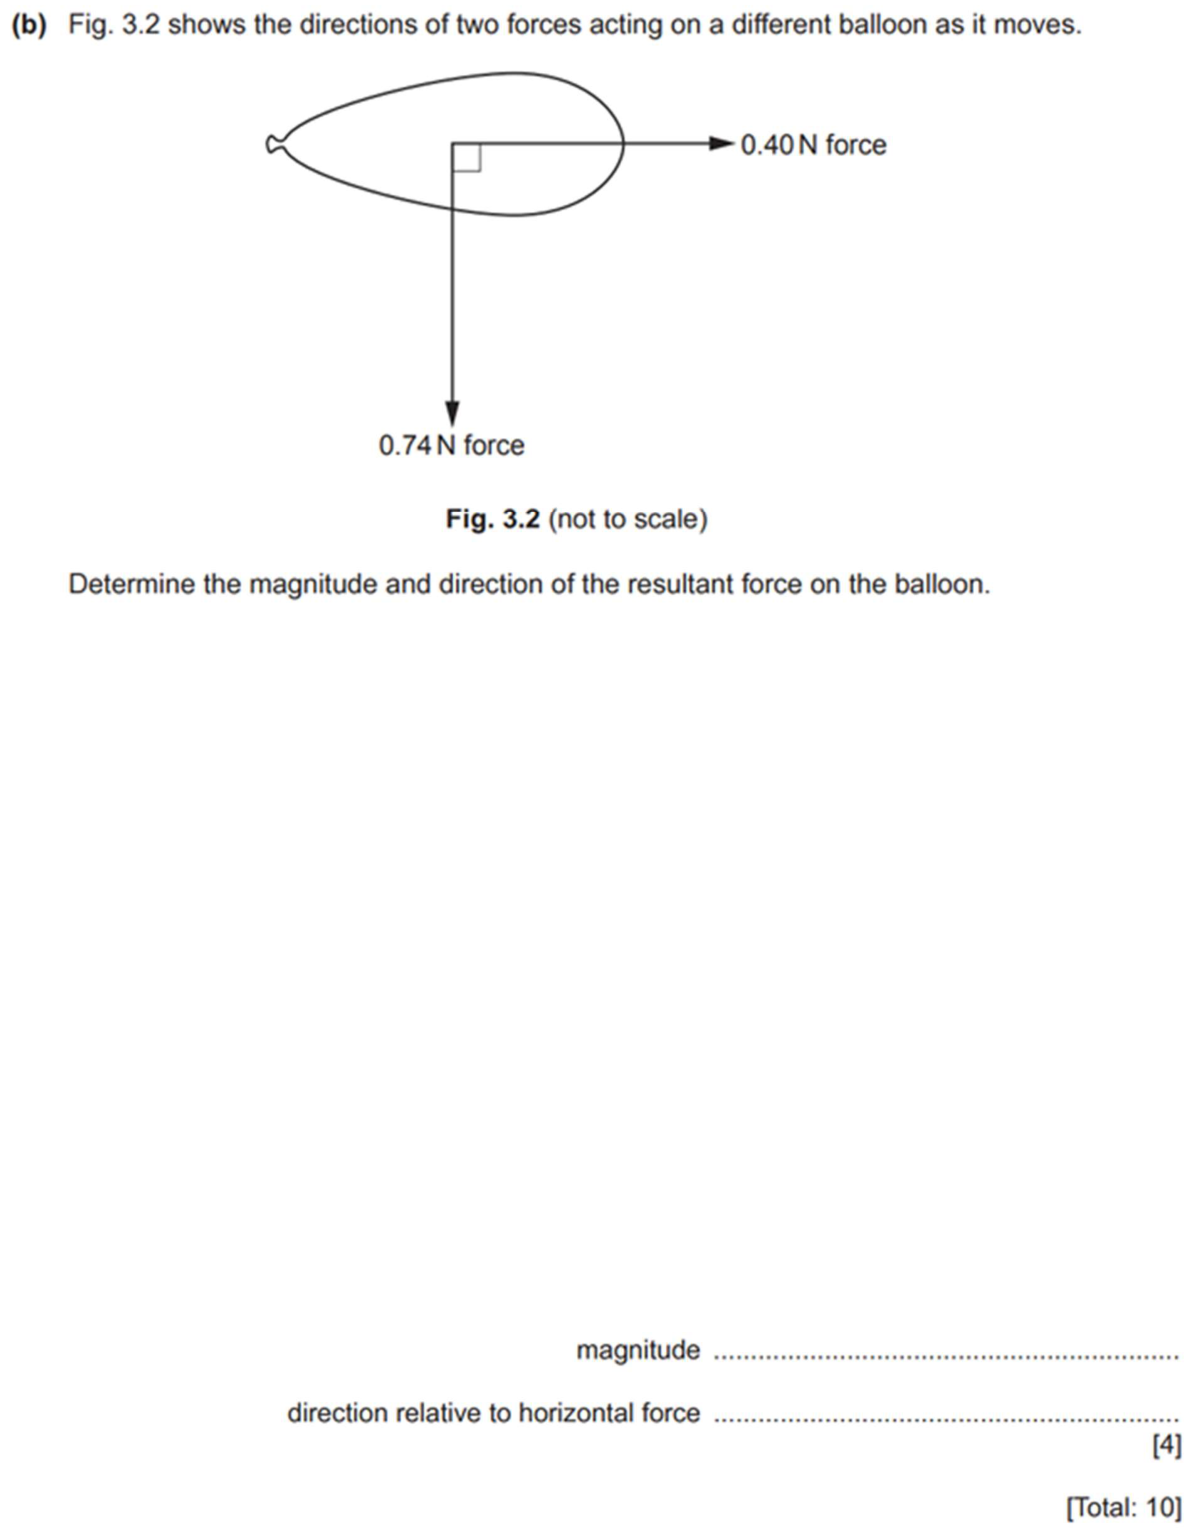 (b) Fig. 3.2 shows the directions of two forces acting on a different balloon as it moves.
0.40 N force
0.74 N force
Fig. 3.2 (not to scale)
Determine the magnitude and direction of the resultant force on the balloon.
magnitude ................................................................
direction relative to horizontal force ................................................................
[4]
[Total: 10]